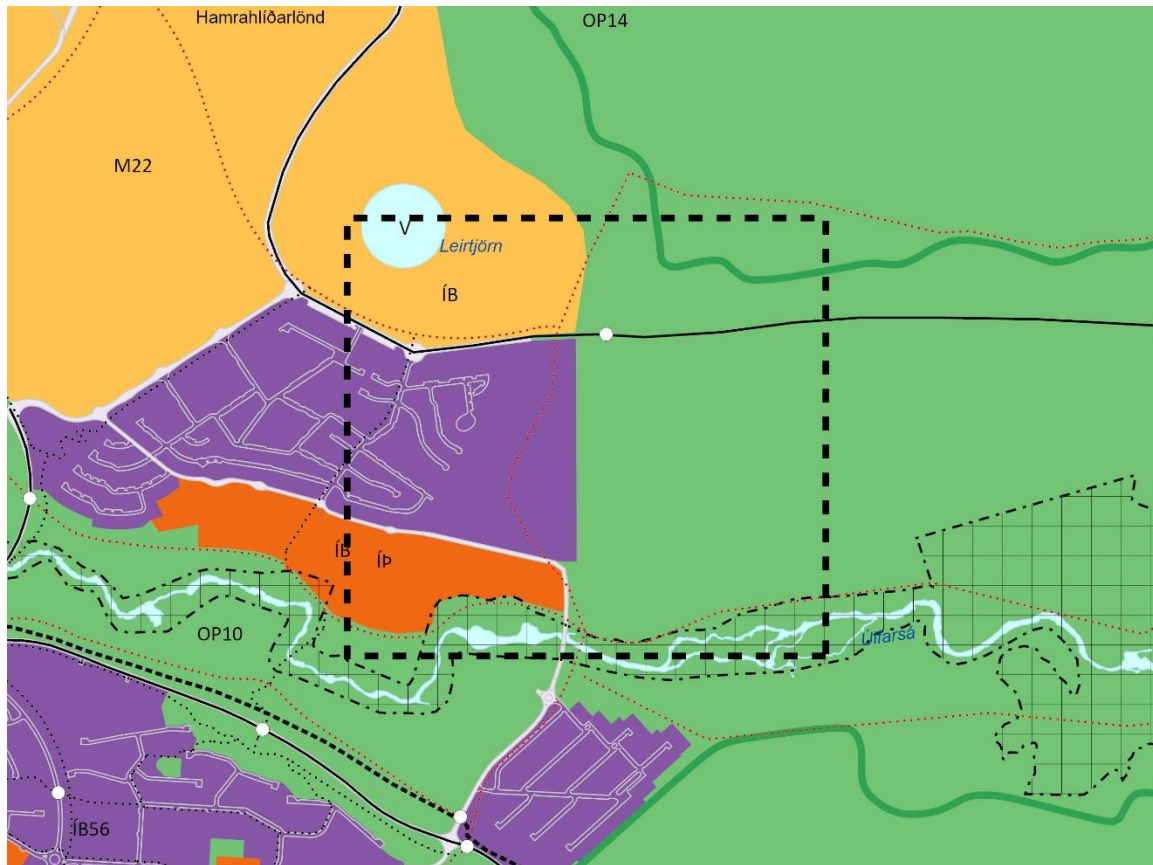 Hamrahlíðarlönd
OP14
M22
V
Leirtjörn
ÍB
ÍB
ÍÞ
OP10
Úlfarsá
ÍB56